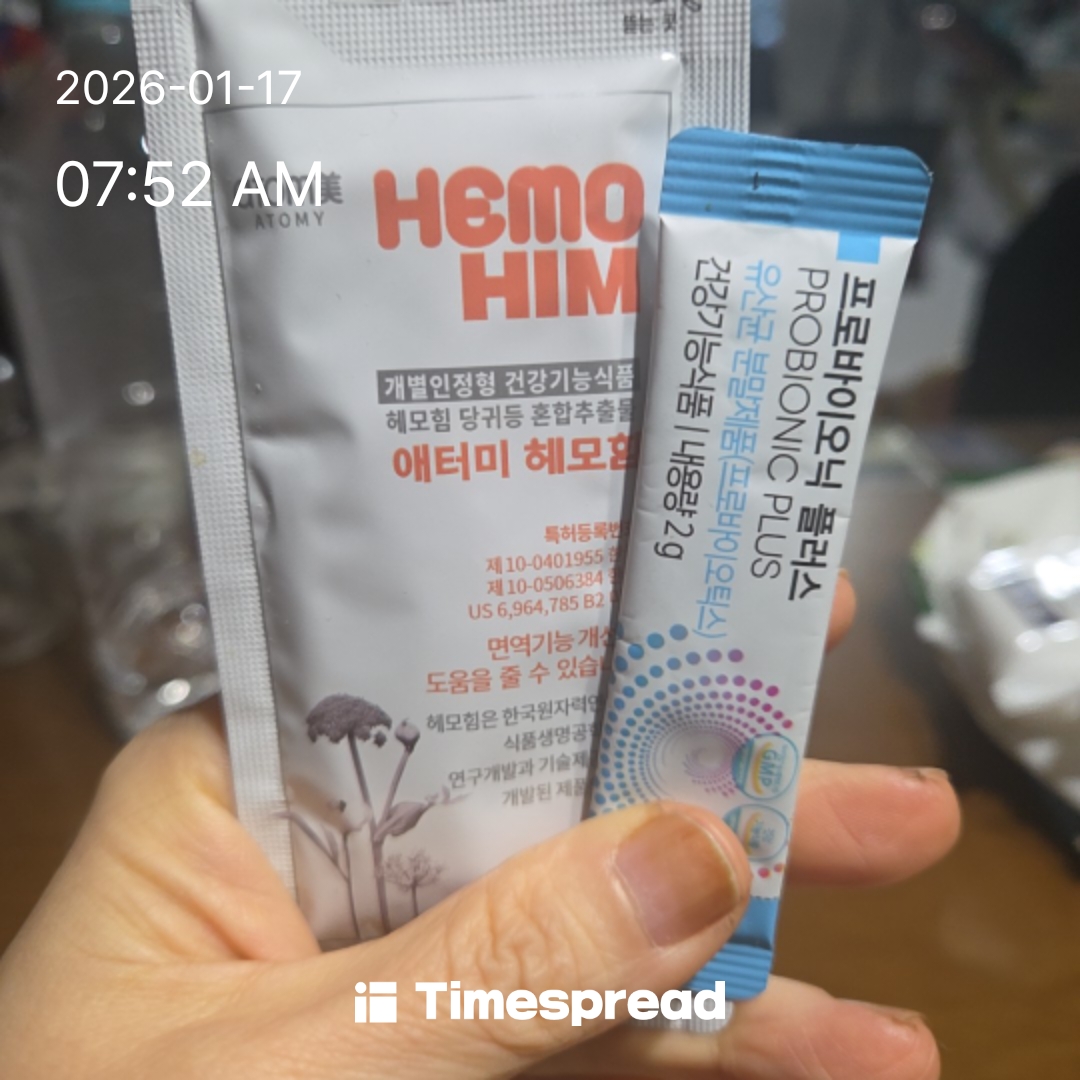 2026-01-17
07:52 AM
美
ATOMY
HEMO
HIM
개별인정형 건강기능식품
헤모힘 당귀등 혼합추출물
애터미 헤모힘
특허등록번
제10-0401955
제10-0506384
US 6,964,785 B2
면역기능 개선
도움을 줄 수 있습
헤모힘은 한국원자력연
식품생명공
연구개발과 기술제
개발된 제품
프로바이오닉 플러스
PROBIONIC PLUS
유산균 분말제품(프로바이오틱스)
건강기능식품 | 내용량 2g
GMP
Timespread